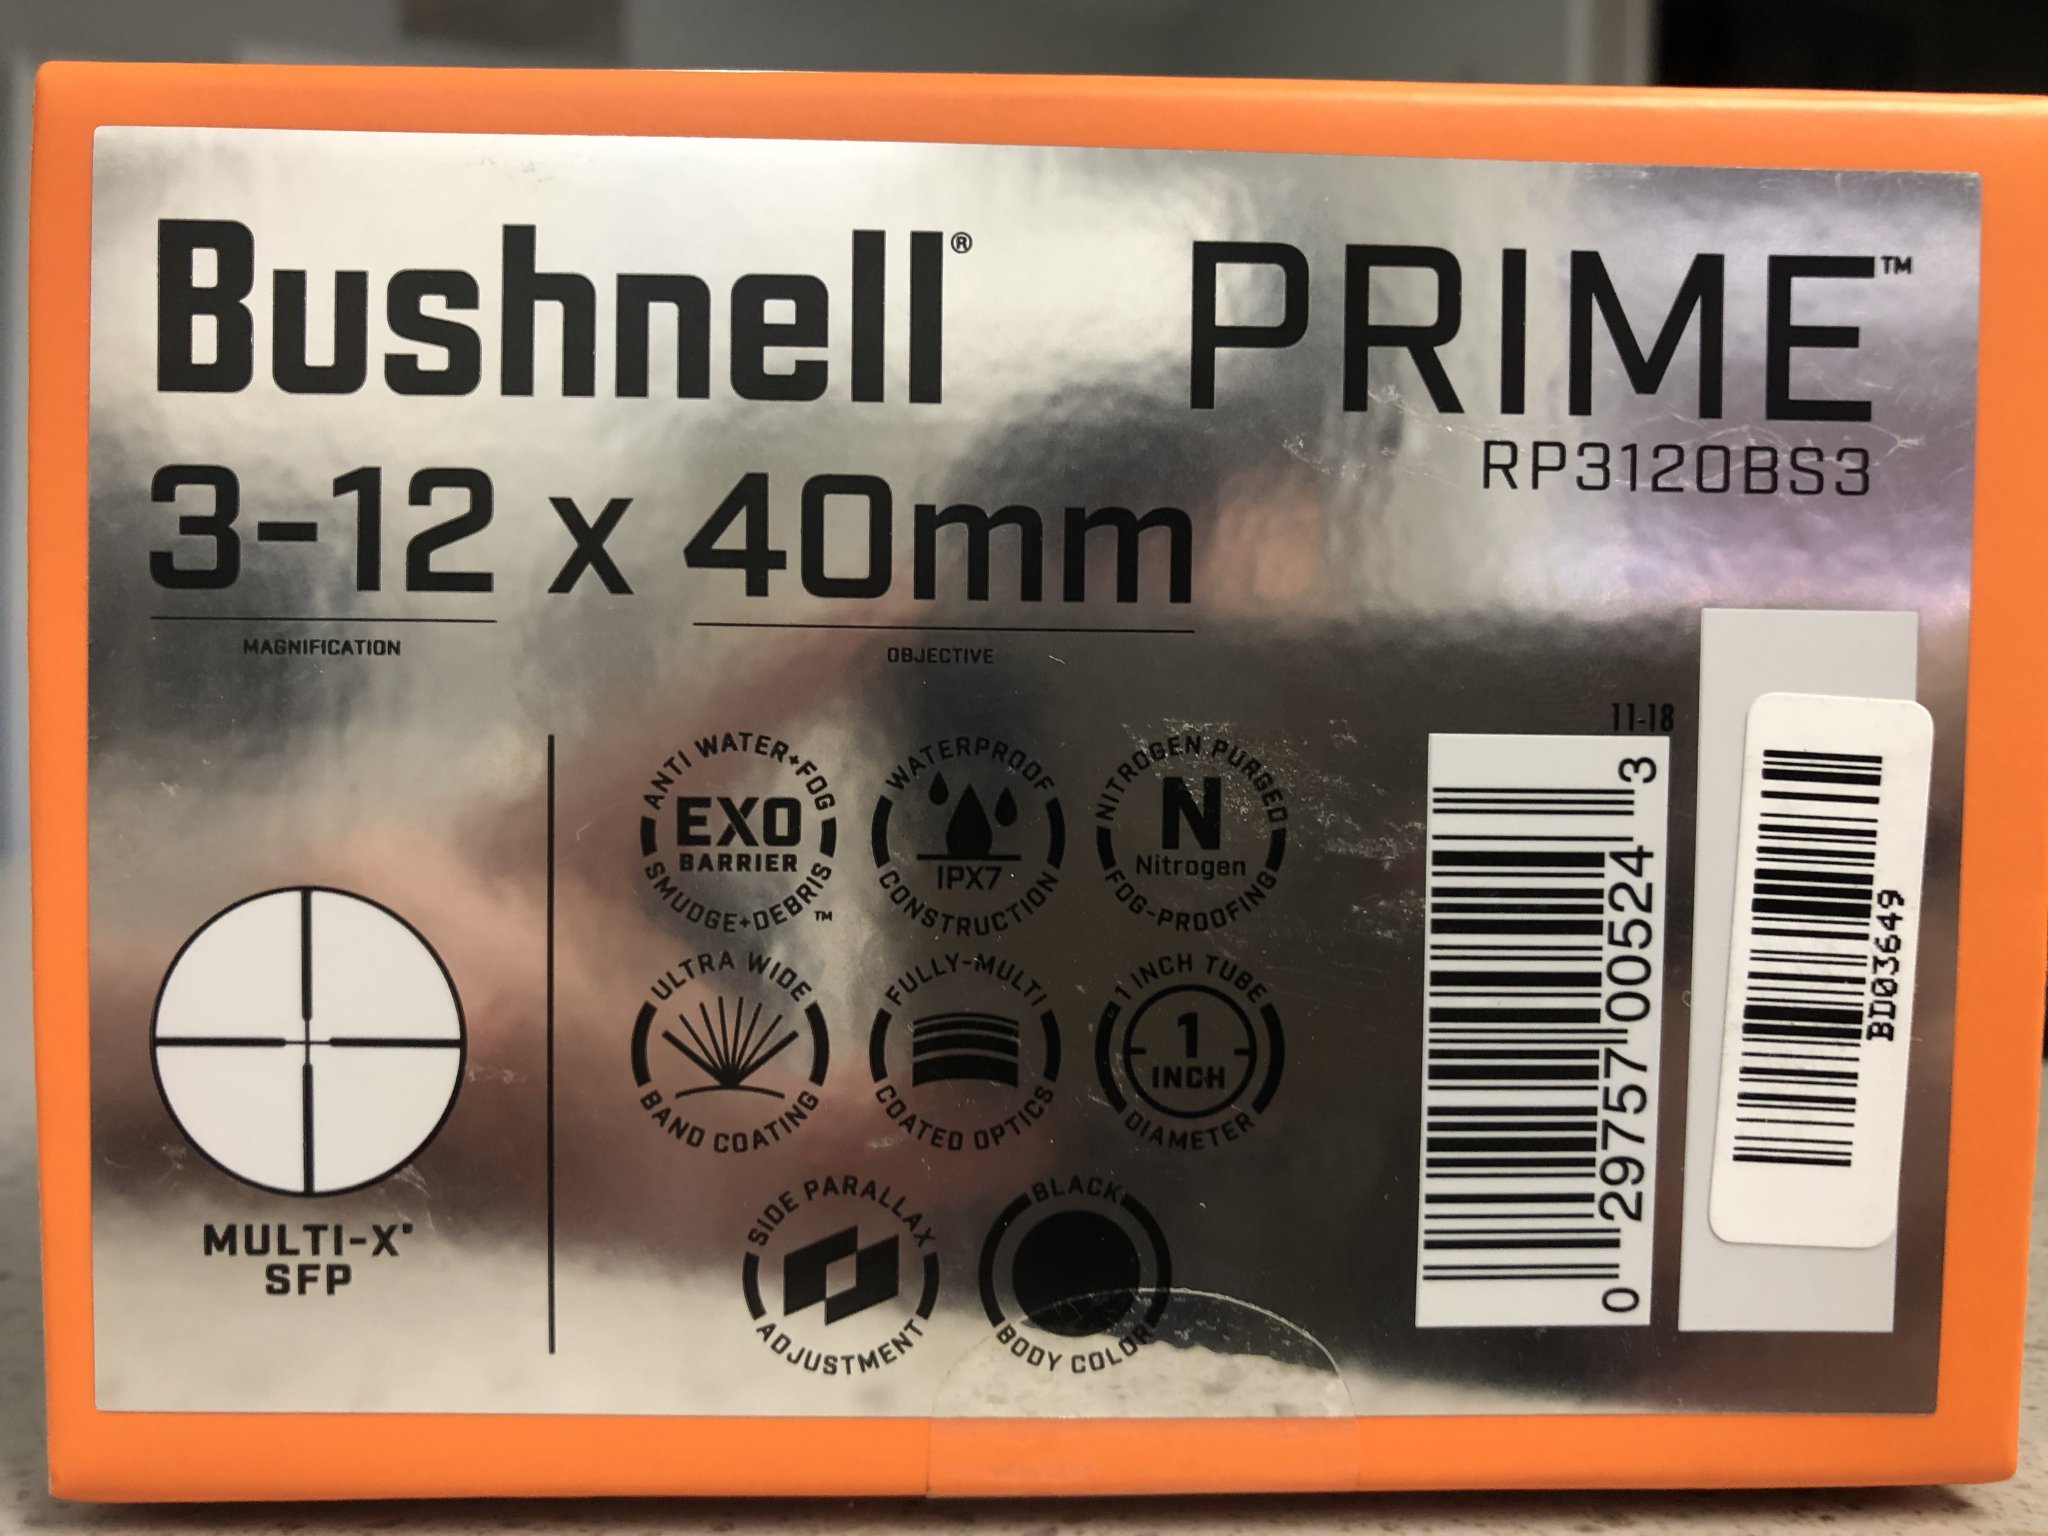 Bushnell® PRIME™
RP3120BS3
3-12 x 40mm
MAGNIFICATION
OBJECTIVE
11-18
ANTI WATER+FOG
EXO
BARRIER
SMUDGE+DEBRIS™
WATERPROOF
IPX7
CONSTRUCTION
NITROGEN PURGED
N
Nitrogen
FOG-PROOFING
ULTRA WIDE
BAND COATING
FULLY-MULTI
COATED OPTICS
1 INCH TUBE
1
INCH
DIAMETER
SIDE PARALLAX
ADJUSTMENT
BLACK
BODY COLOR
MULTI-X®
SFP
0 29757 00524 3
BD03649